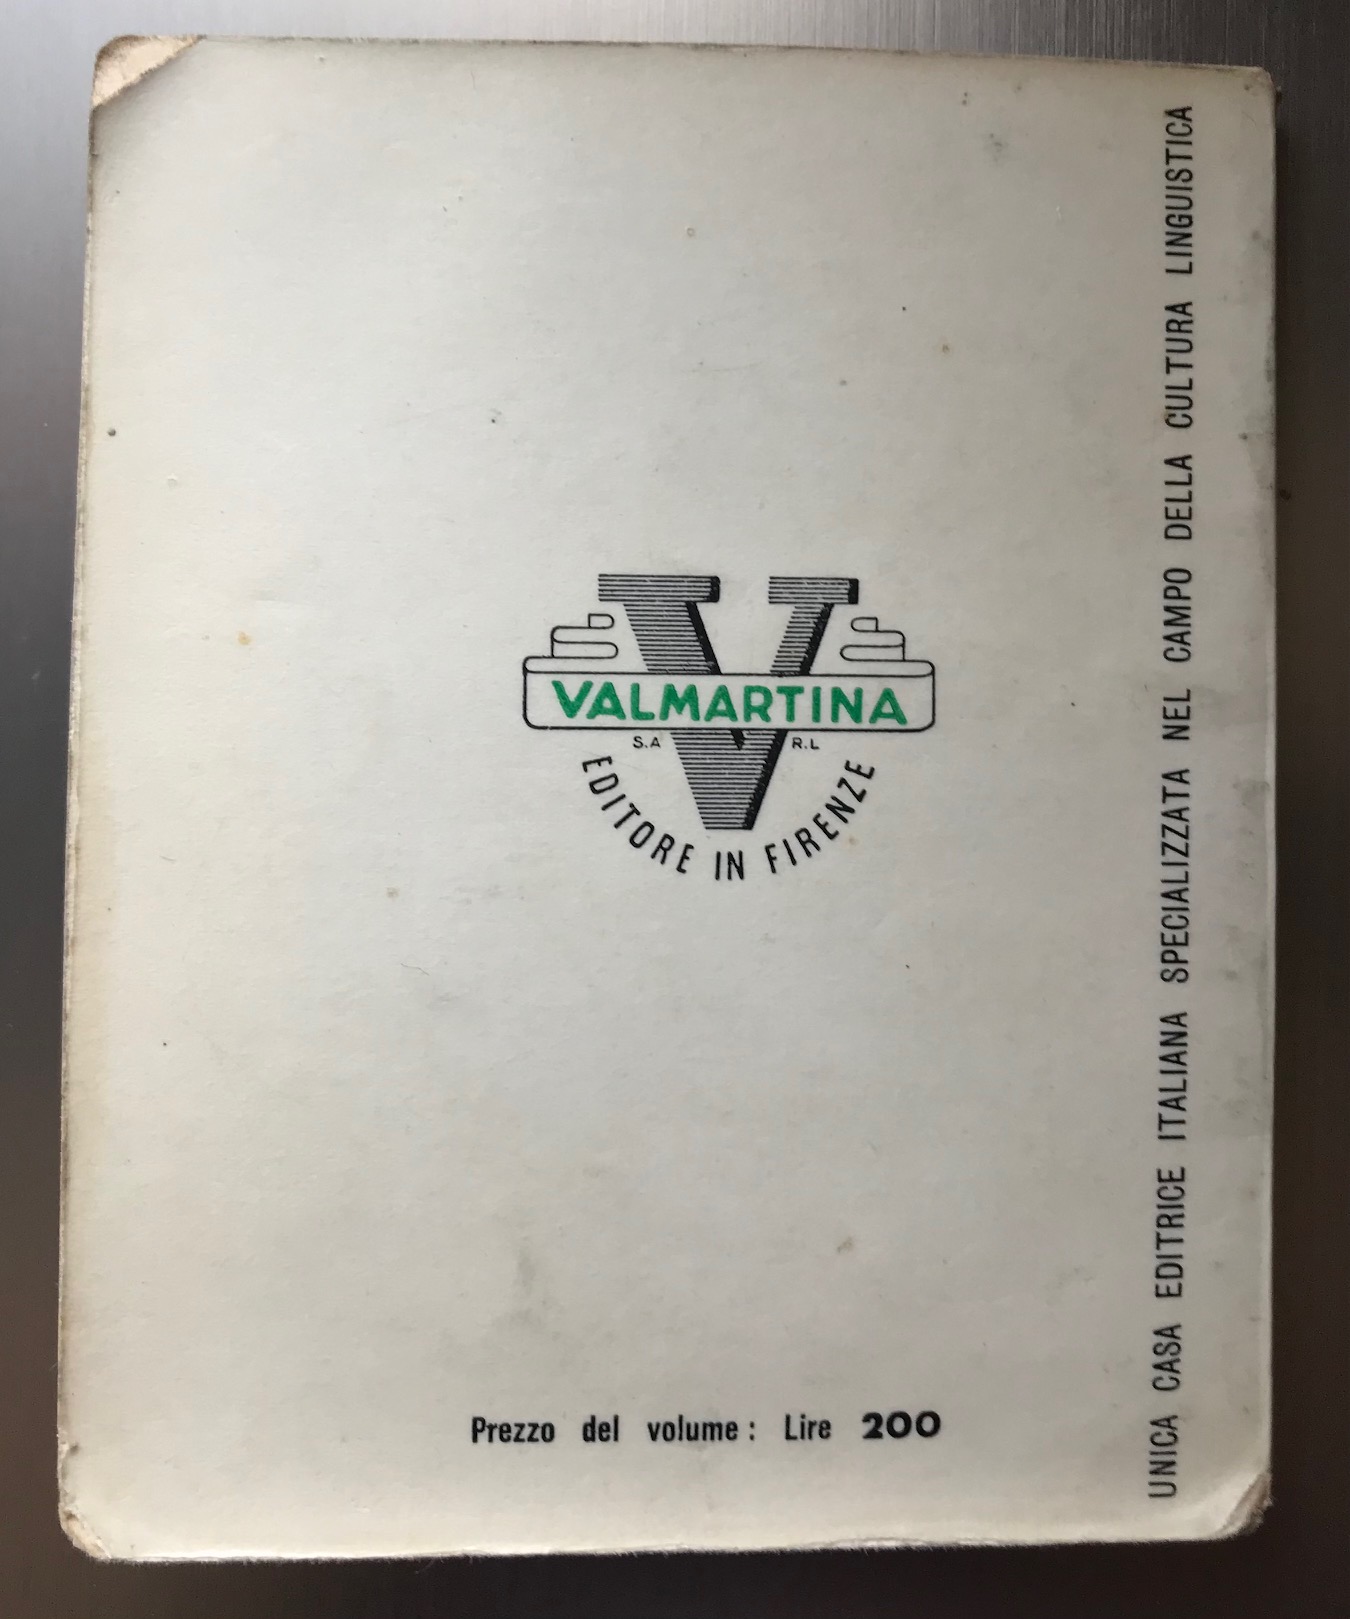 VALMARTINA
S.A R.L
EDITORE IN FIRENZE
Prezzo del volume: Lire 200
UNICA CASA EDITRICE ITALIANA SPECIALIZZATA NEL CAMPO DELLA CULTURA LINGUISTICA